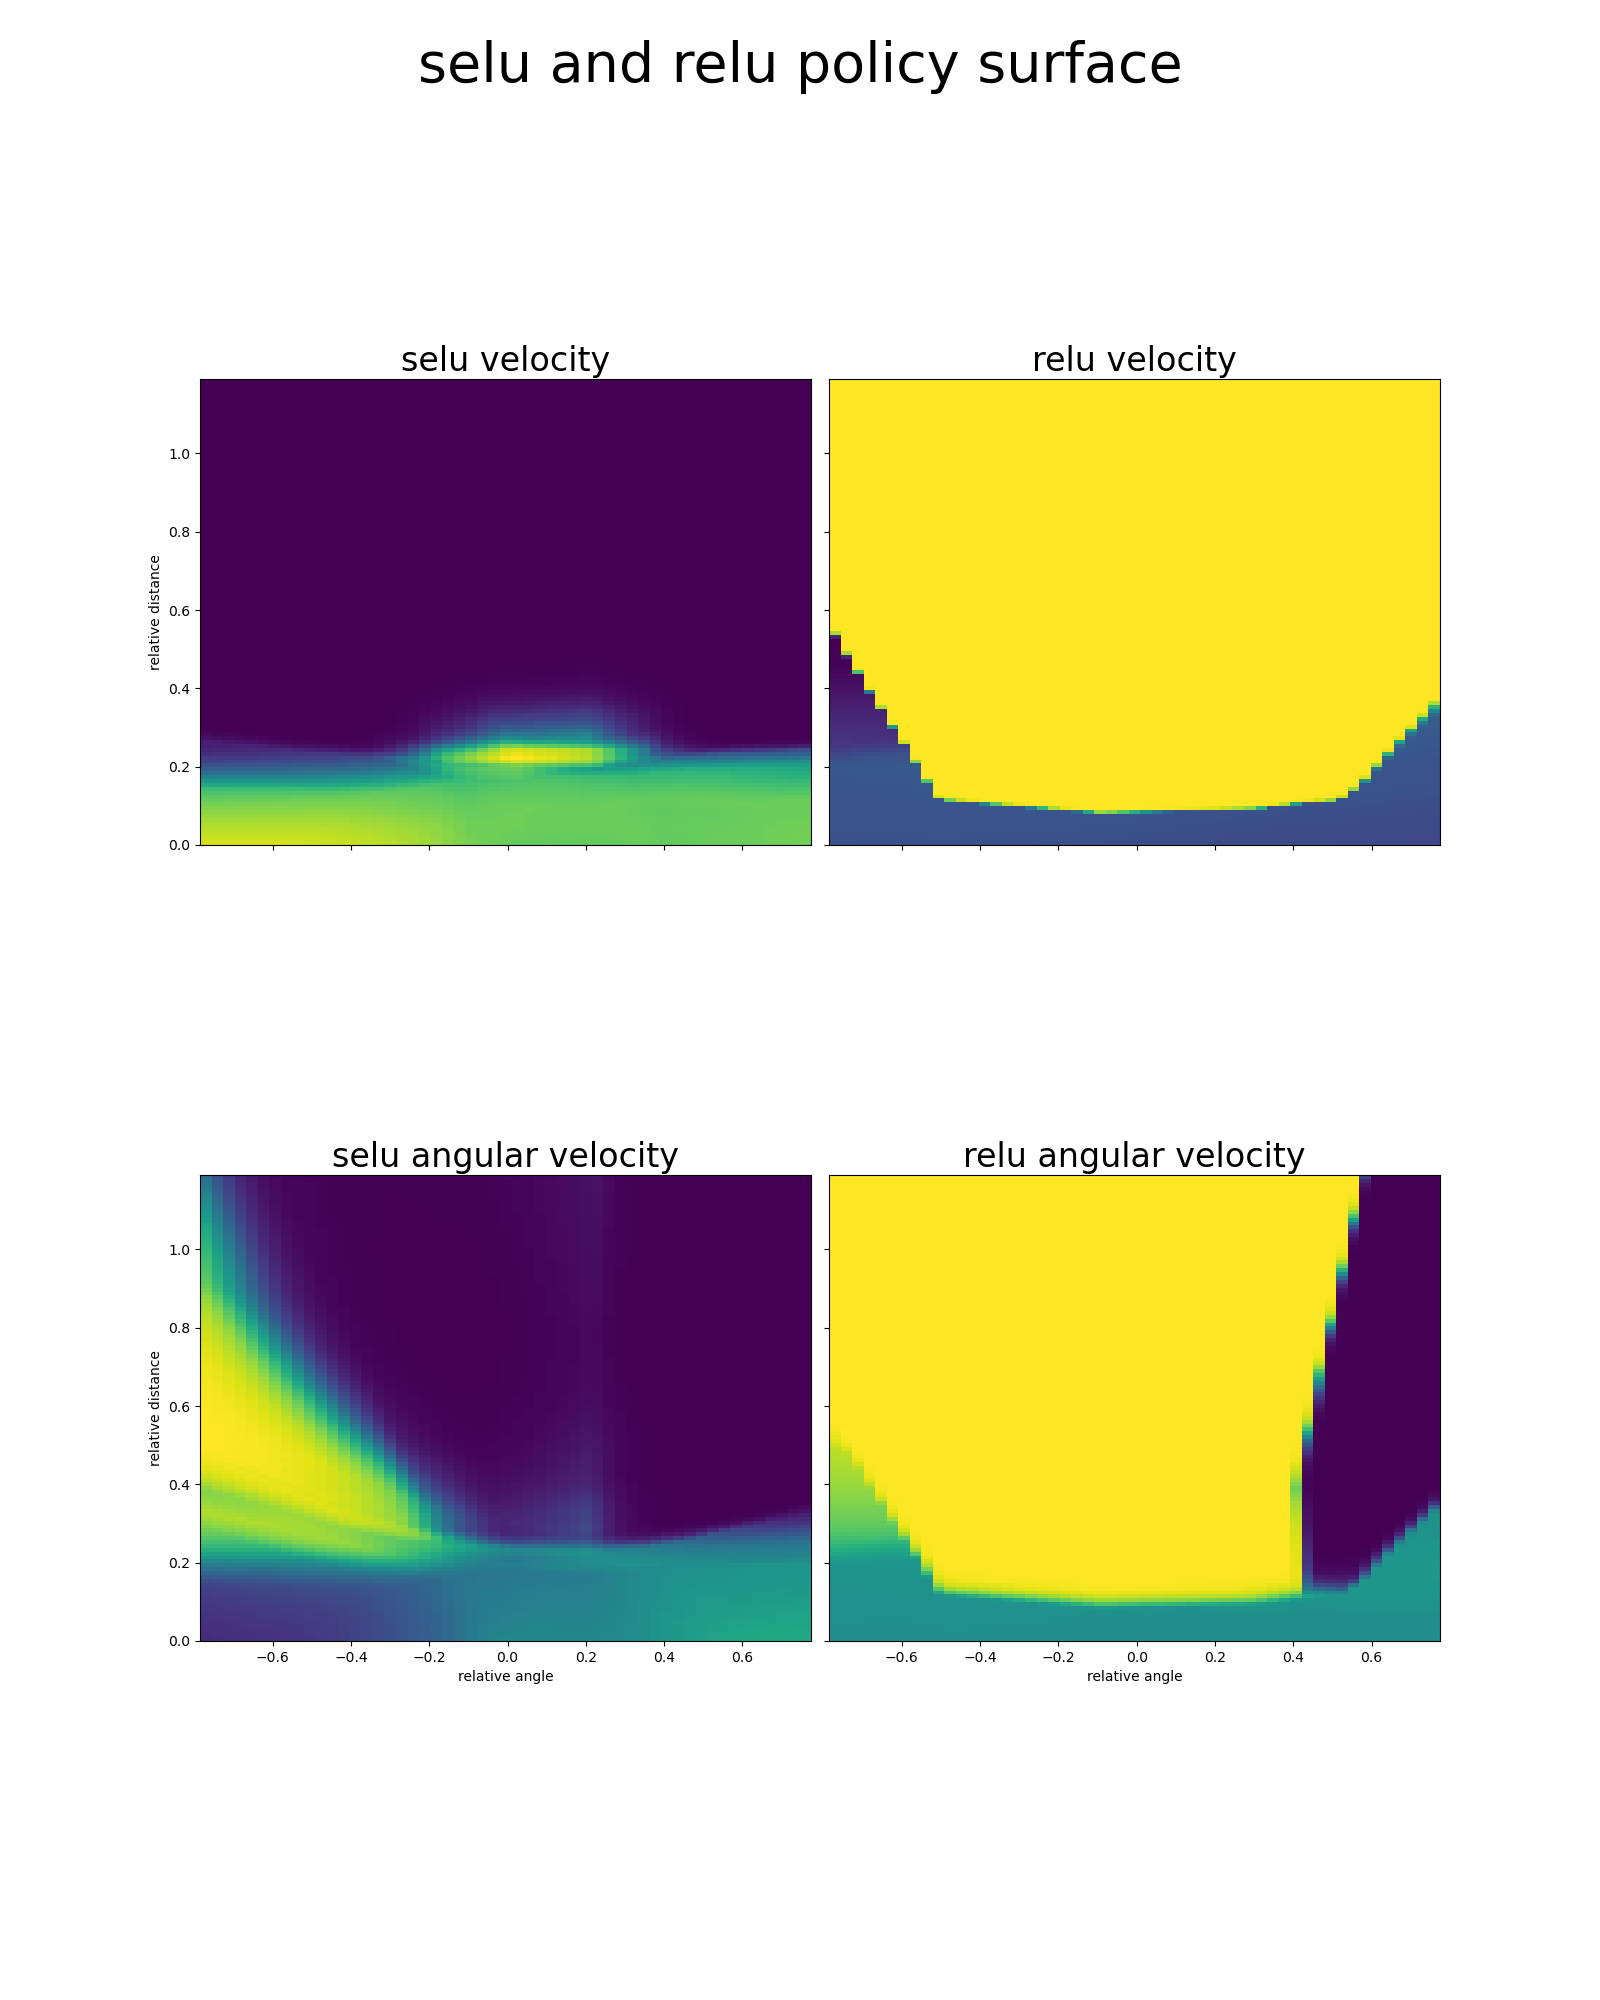 selu and relu policy surface
selu velocity
relu velocity
1.0
0.8
0.6
0.4
0.2
0.0
relative distance
selu angular velocity
relu angular velocity
1.0
0.8
0.6
0.4
0.2
0.0
relative distance
−0.6 −0.4 −0.2 0.0 0.2 0.4 0.6
relative angle
−0.6 −0.4 −0.2 0.0 0.2 0.4 0.6
relative angle